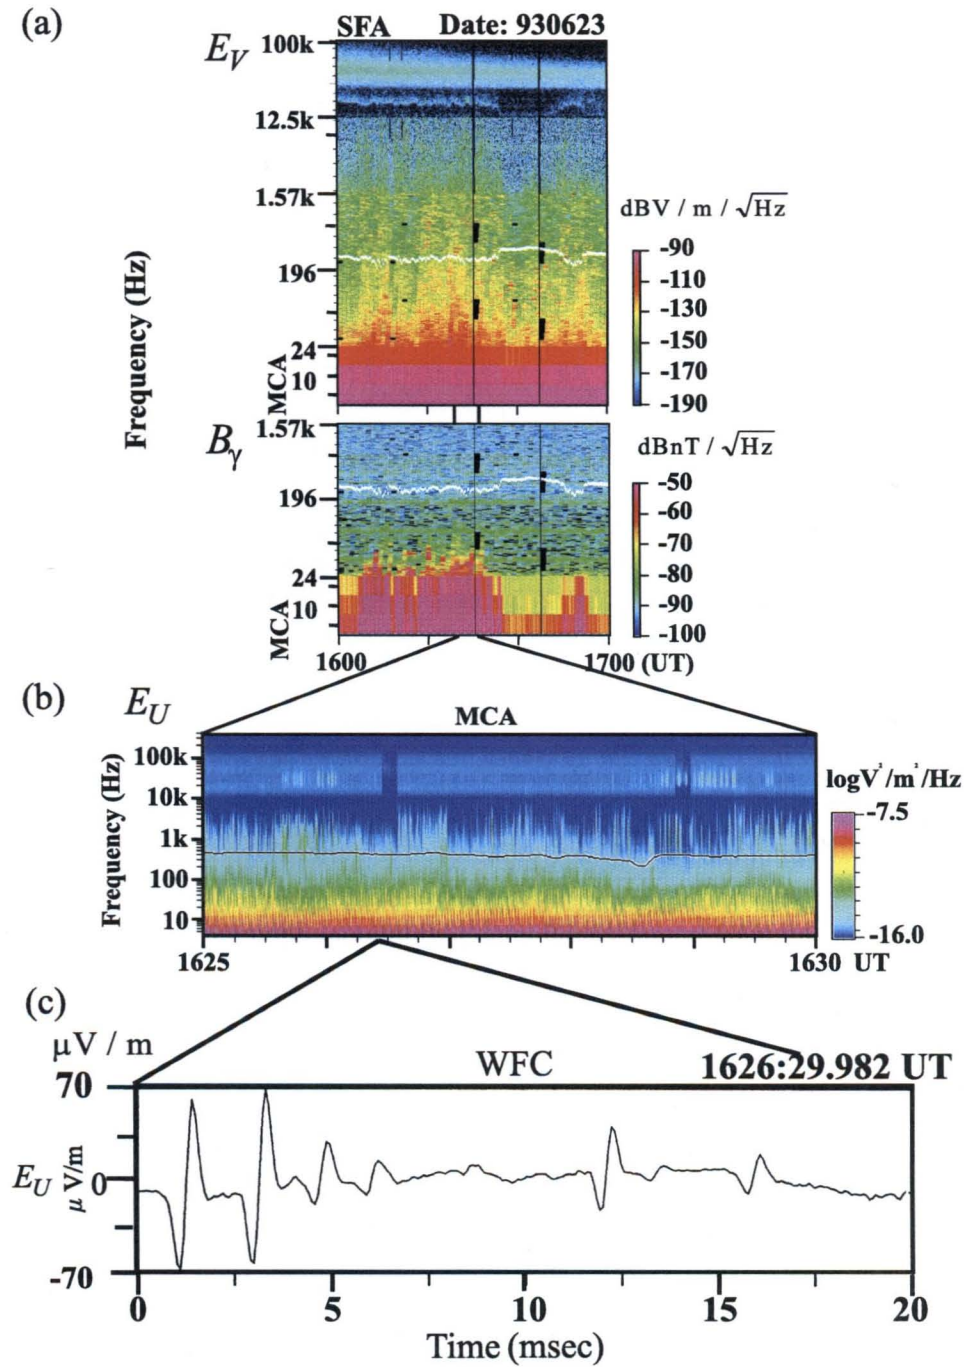 (a)
SFA Date: 930623
E_V 100k
12.5k
1.57k
196
24
10
MCA
Frequency (Hz)
dBV / m / √Hz
-90
-110
-130
-150
-170
-190
B_γ 1.57k
196
24
10
MCA
dBnT / √Hz
-50
-60
-70
-80
-90
-100
1600 1700 (UT)
(b) E_U MCA
Frequency (Hz)
100k
10k
1k
100
10
logV²/m²/Hz
-7.5
-16.0
1625 1630 UT
(c)
μV / m WFC 1626:29.982 UT
70
E_U μ V/m 0
-70
0 5 10 15 20
Time (msec)